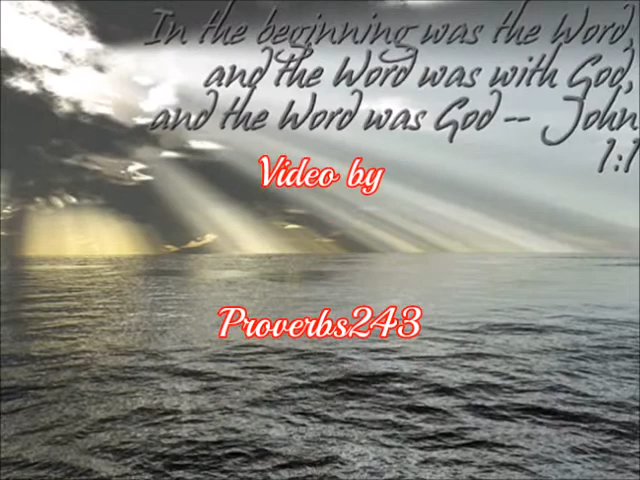 In the beginning was the Word,
and the Word was with God,
and the Word was God -- John
1:1
Video by
Proverbs243